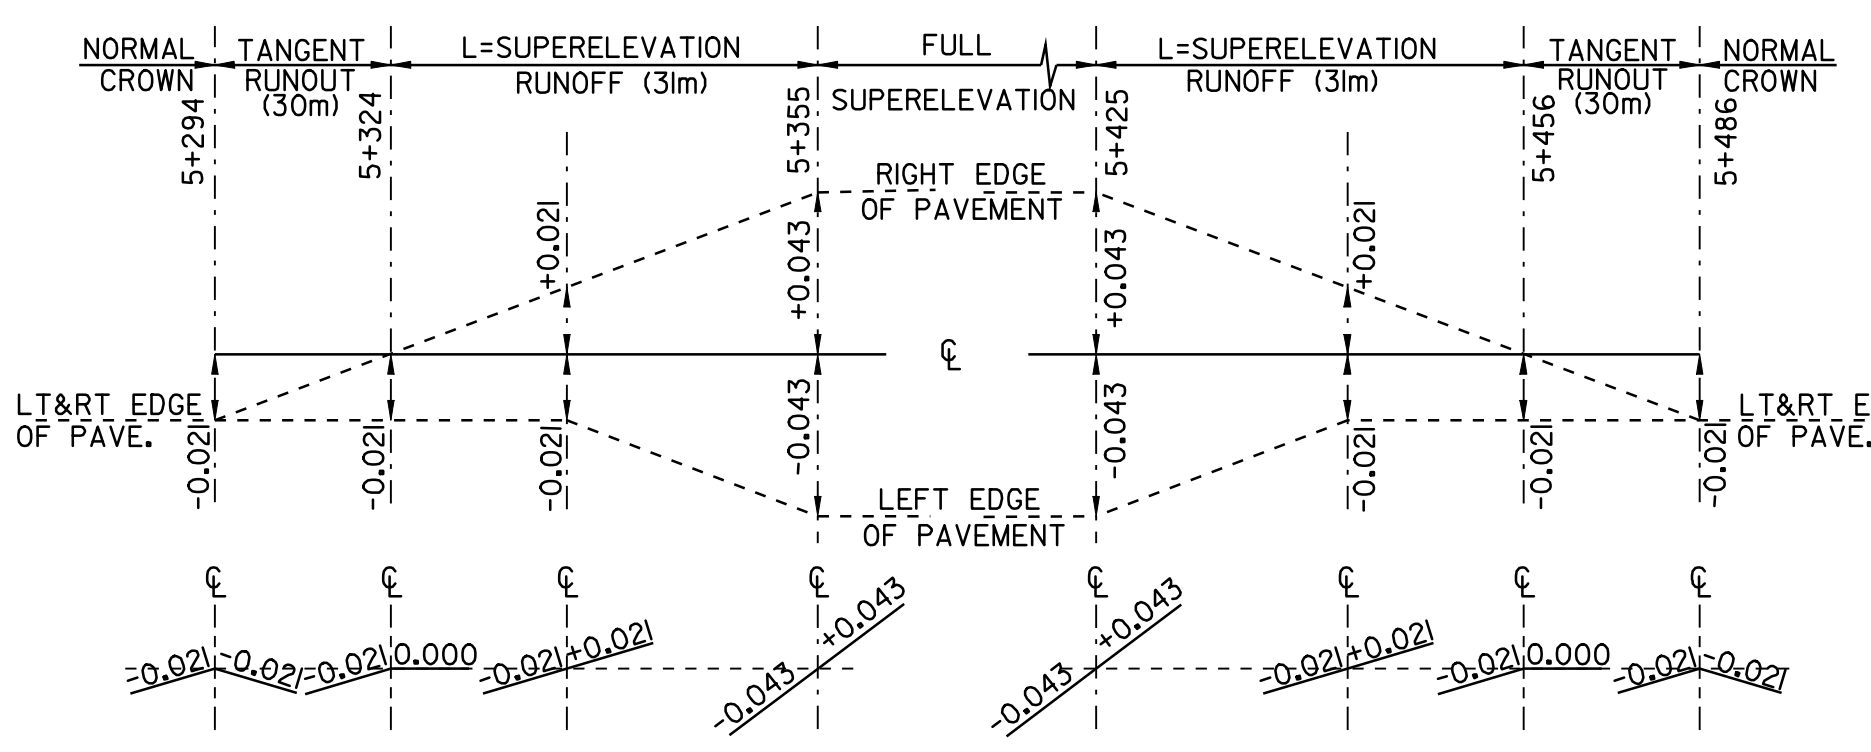 NORMAL
CROWN
TANGENT
RUNOUT
(30m)
L=SUPERELEVATION
RUNOFF (31m)
FULL
SUPERELEVATION
L=SUPERELEVATION
RUNOFF (31m)
TANGENT
RUNOUT
(30m)
NORMAL
CROWN
5+294
5+324
5+355
5+425
5+456
5+486
RIGHT EDGE
OF PAVEMENT
+0.021
+0.043
+0.043
+0.021
℄
LT&RT EDGE
OF PAVE.
-0.021
-0.021
-0.021
-0.043
-0.043
-0.021
-0.021
-0.021
LT&RT E
OF PAVE.
LEFT EDGE
OF PAVEMENT
℄ ℄ ℄ ℄ ℄ ℄ ℄ ℄
-0.021 -0.021
-0.021 0.000
-0.021 +0.021
-0.043 +0.043
-0.043 +0.043
-0.021 +0.021
-0.021 0.000
-0.021 -0.021